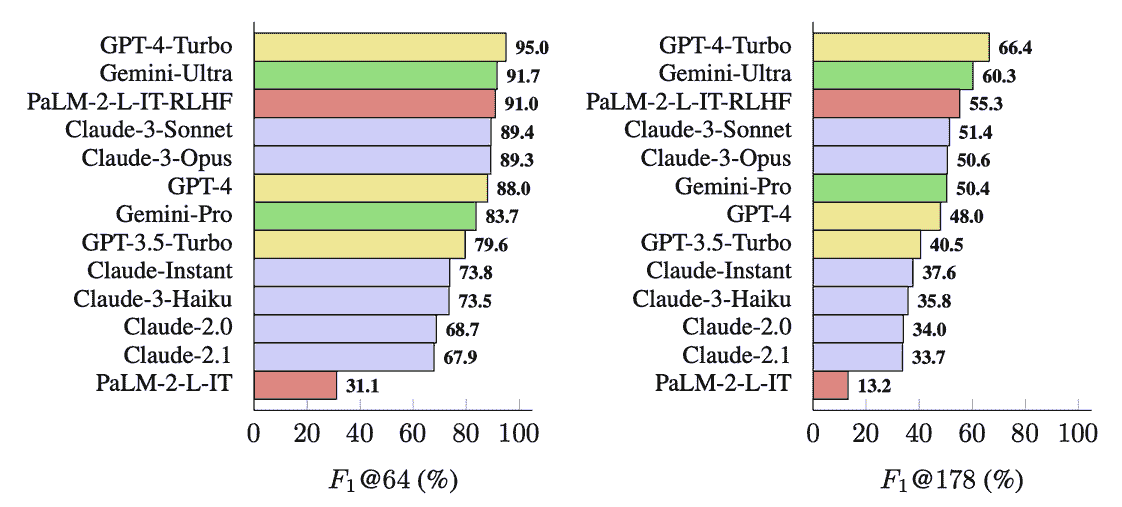 GPT-4-Turbo 95.0
Gemini-Ultra 91.7
PaLM-2-L-IT-RLHF 91.0
Claude-3-Sonnet 89.4
Claude-3-Opus 89.3
GPT-4 88.0
Gemini-Pro 83.7
GPT-3.5-Turbo 79.6
Claude-Instant 73.8
Claude-3-Haiku 73.5
Claude-2.0 68.7
Claude-2.1 67.9
PaLM-2-L-IT 31.1
0 20 40 60 80 100
F1@64 (%)
GPT-4-Turbo 66.4
Gemini-Ultra 60.3
PaLM-2-L-IT-RLHF 55.3
Claude-3-Sonnet 51.4
Claude-3-Opus 50.6
Gemini-Pro 50.4
GPT-4 48.0
GPT-3.5-Turbo 40.5
Claude-Instant 37.6
Claude-3-Haiku 35.8
Claude-2.0 34.0
Claude-2.1 33.7
PaLM-2-L-IT 13.2
0 20 40 60 80 100
F1@178 (%)